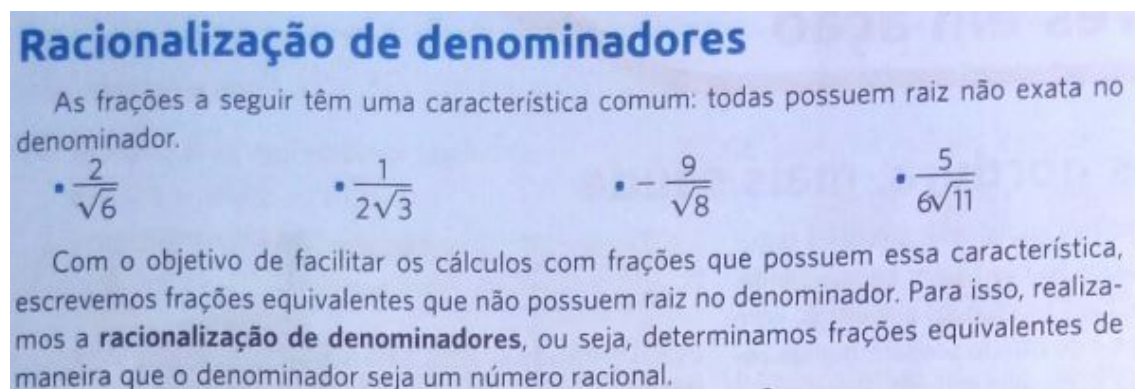 Racionalização de denominadores
As frações a seguir têm uma característica comum: todas possuem raiz não exata no
denominador.
• 2/√6 • 1/2√3 • −9/√8 • 5/6√11
Com o objetivo de facilitar os cálculos com frações que possuem essa característica,
escrevemos frações equivalentes que não possuem raiz no denominador. Para isso, realiza-
mos a racionalização de denominadores, ou seja, determinamos frações equivalentes de
maneira que o denominador seja um número racional.